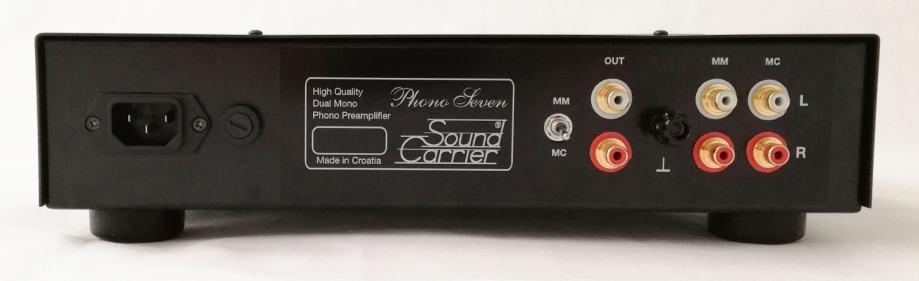 High Quality
Dual Mono
Phono Preamplifier
Phono Seven
Sound
Carrier
®
Made in Croatia
MM
MC
OUT
MM
MC
L
R